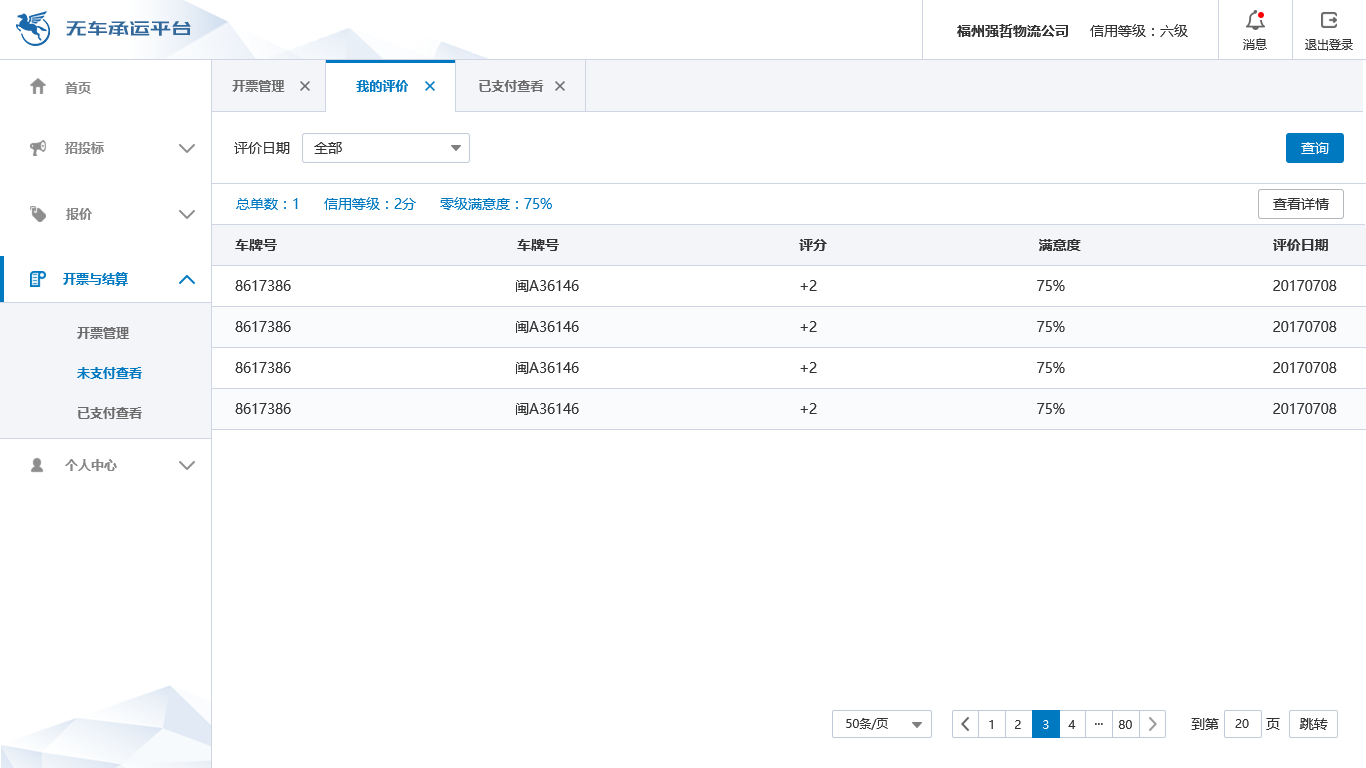 无车承运平台
福州强哲物流公司 信用等级：六级
消息
退出登录
首页
招投标
报价
开票与结算
开票管理
未支付查看
已支付查看
个人中心
开票管理 我的评价 已支付查看
评价日期 全部 查询
总单数：1 信用等级：2分 零级满意度：75% 查看详情
车牌号 车牌号 评分 满意度 评价日期
8617386 闽A36146 +2 75% 20170708
8617386 闽A36146 +2 75% 20170708
8617386 闽A36146 +2 75% 20170708
8617386 闽A36146 +2 75% 20170708
50条/页 1 2 3 4 ... 80 到第 20 页 跳转